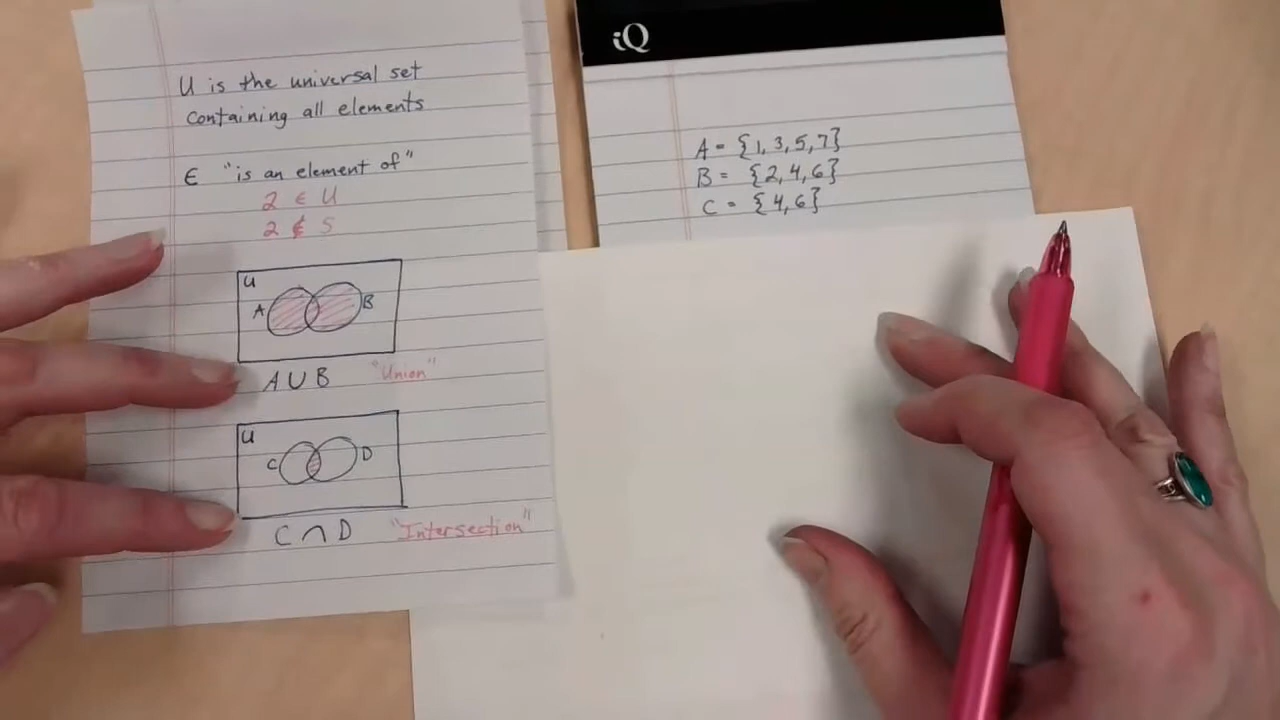 U is the universal set
containing all elements
∈ "is an element of"
2 ∈ U
2 ∉ S
U
A
B
A ∪ B "Union"
U
C
D
C ∩ D "Intersection"
iQ
A = {1, 3, 5, 7}
B = {2, 4, 6}
C = {4, 6}